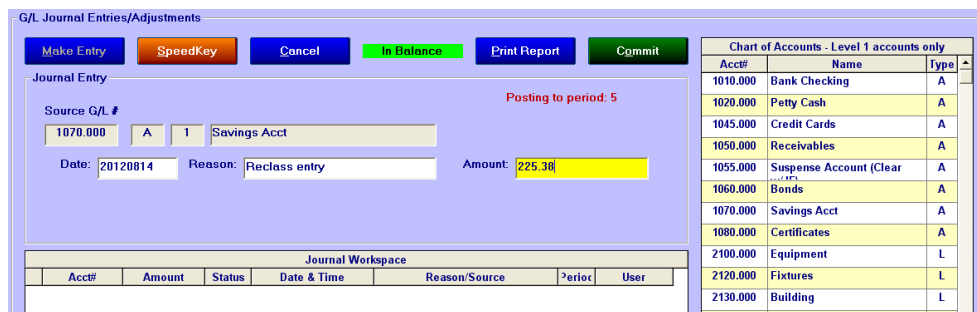 G/L Journal Entries/Adjustments
Make Entry SpeedKey Cancel In Balance Print Report Commit
Journal Entry
Posting to period: 5
Source G/L #
1070.000 A 1 Savings Acct
Date: 20120814 Reason: Reclass entry Amount: 225.38
Journal Workspace
Acct# Amount Status Date & Time Reason/Source Period User
Chart of Accounts - Level 1 accounts only
Acct# Name Type
1010.000 Bank Checking A
1020.000 Petty Cash A
1045.000 Credit Cards A
1050.000 Receivables A
1055.000 Suspense Account (Clear A
1060.000 Bonds A
1070.000 Savings Acct A
1080.000 Certificates A
2100.000 Equipment L
2120.000 Fixtures L
2130.000 Building L